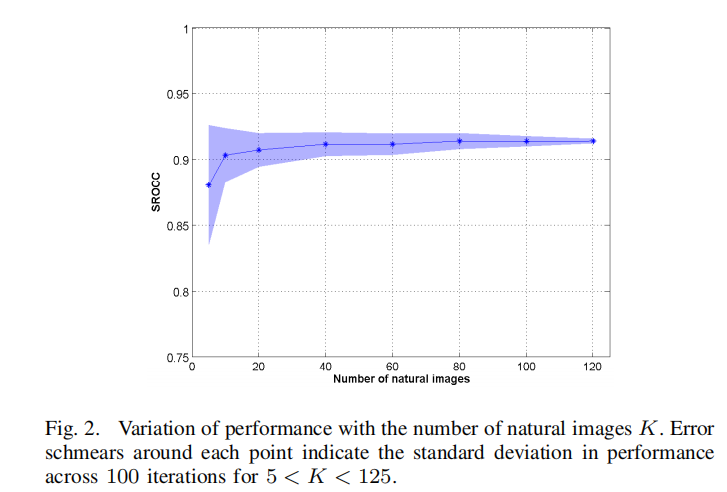 1
0.95
0.9
0.85
0.8
0.75
SROCC
0 20 40 60 80 100 120
Number of natural images
Fig. 2. Variation of performance with the number of natural images K. Error
schmears around each point indicate the standard deviation in performance
across 100 iterations for 5 < K < 125.